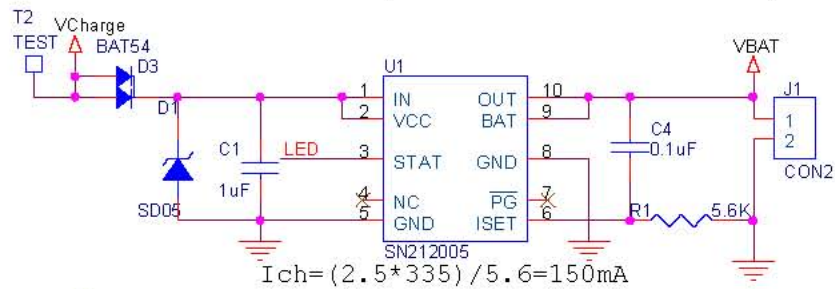 T2
TEST
VCharge
BAT54
D3
D1
SD05
C1
1uF
LED
U1
1 IN OUT 10
2 VCC BAT 9
3 STAT GND 8
4 NC PG 7
5 GND ISET 6
SN212005
C4
0.1uF
R1 5.6K
VBAT
J1
1
2
CON2
Ich=(2.5*335)/5.6=150mA